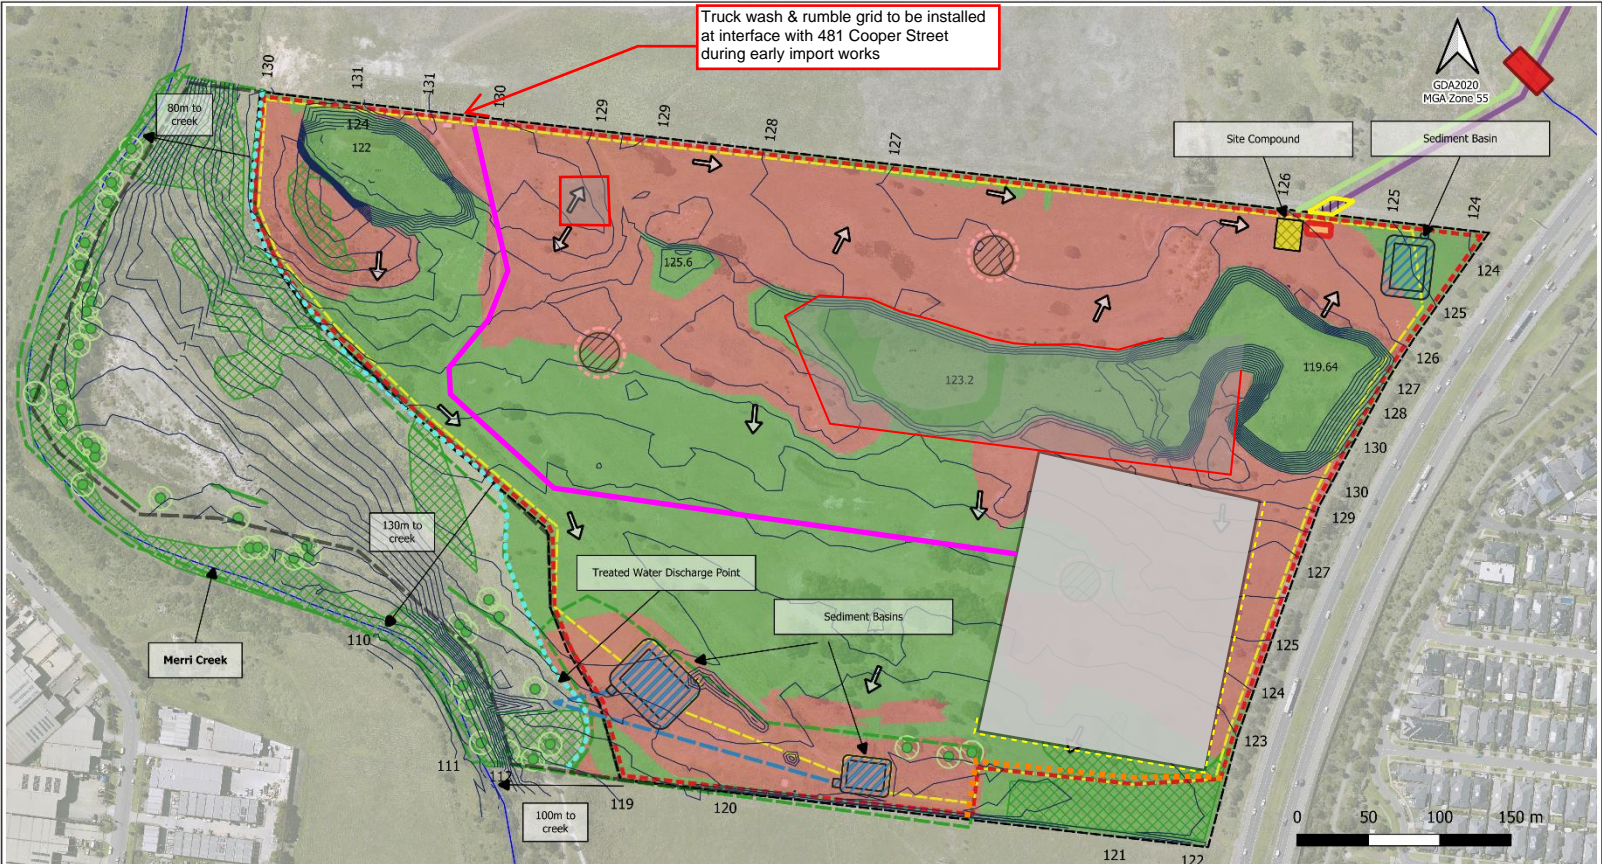 Truck wash & rumble grid to be installed
at interface with 481 Cooper Street
during early import works
GDA2020
MGA Zone 55
130
131
131
130
129
129
128
127
126
125
124
80m to
creek
124
122
Site Compound
Sediment Basin
125.6
124
125
126
127
128
130
130
129
127
125
124
123
123.2
119.64
130m to
creek
Treated Water Discharge Point
Sediment Basins
Merri Creek
110
111
112
119
120
121
122
100m to
creek
0 50 100 150 m